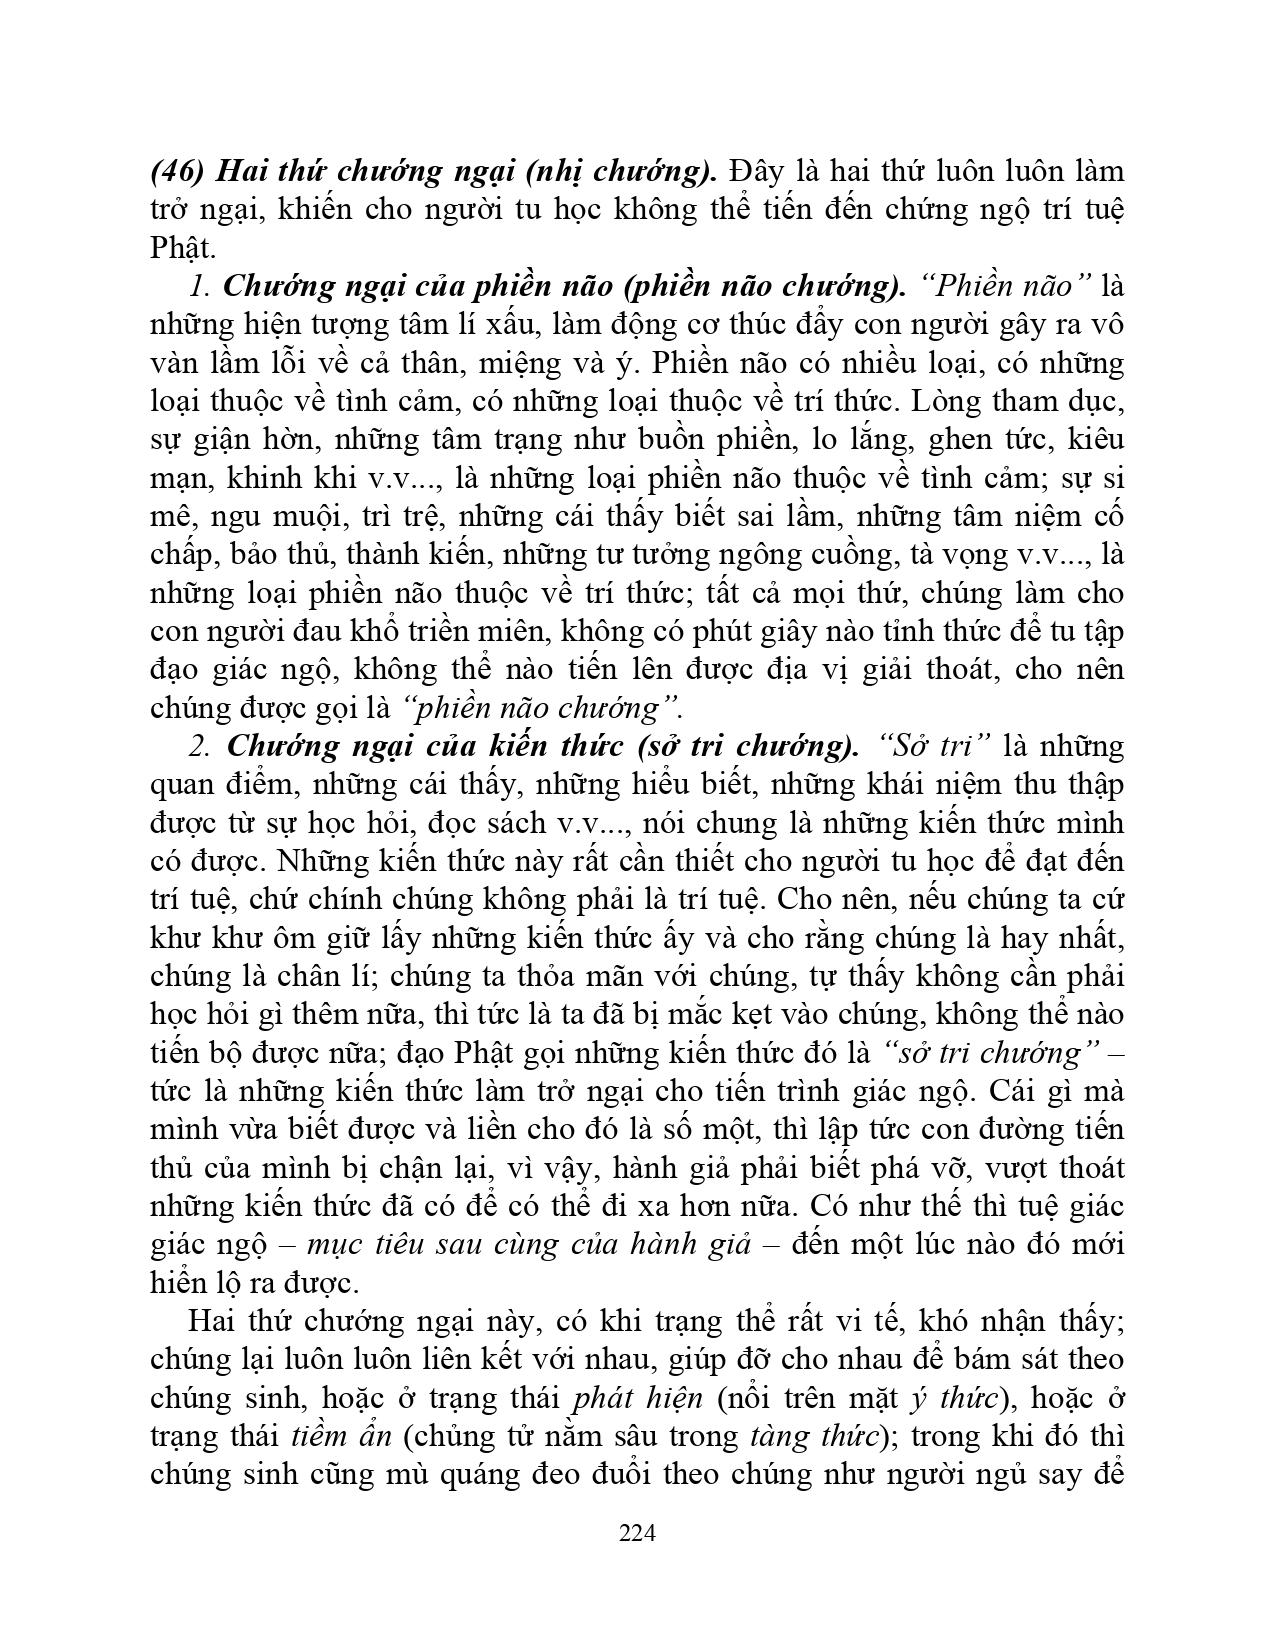 (46) Hai thứ chướng ngại (nhị chướng). Đây là hai thứ luôn luôn làm
trở ngại, khiến cho người tu học không thể tiến đến chứng ngộ trí tuệ
Phật.
1. Chướng ngại của phiền não (phiền não chướng). “Phiền não” là
những hiện tượng tâm lí xấu, làm động cơ thúc đẩy con người gây ra vô
vàn lầm lỗi về cả thân, miệng và ý. Phiền não có nhiều loại, có những
loại thuộc về tình cảm, có những loại thuộc về trí thức. Lòng tham dục,
sự giận hờn, những tâm trạng như buồn phiền, lo lắng, ghen tức, kiêu
mạn, khinh khi v.v..., là những loại phiền não thuộc về tình cảm; sự si
mê, ngu muội, trì trệ, những cái thấy biết sai lầm, những tâm niệm cố
chấp, bảo thủ, thành kiến, những tư tưởng ngông cuồng, tà vọng v.v..., là
những loại phiền não thuộc về trí thức; tất cả mọi thứ, chúng làm cho
con người đau khổ triền miên, không có phút giây nào tỉnh thức để tu tập
đạo giác ngộ, không thể nào tiến lên được địa vị giải thoát, cho nên
chúng được gọi là “phiền não chướng”.
2. Chướng ngại của kiến thức (sở tri chướng). “Sở tri” là những
quan điểm, những cái thấy, những hiểu biết, những khái niệm thu thập
được từ sự học hỏi, đọc sách v.v..., nói chung là những kiến thức mình
có được. Những kiến thức này rất cần thiết cho người tu học để đạt đến
trí tuệ, chứ chính chúng không phải là trí tuệ. Cho nên, nếu chúng ta cứ
khư khư ôm giữ lấy những kiến thức ấy và cho rằng chúng là hay nhất,
chúng là chân lí; chúng ta thỏa mãn với chúng, tự thấy không cần phải
học hỏi gì thêm nữa, thì tức là ta đã bị mắc kẹt vào chúng, không thể nào
tiến bộ được nữa; đạo Phật gọi những kiến thức đó là “sở tri chướng” –
tức là những kiến thức làm trở ngại cho tiến trình giác ngộ. Cái gì mà
mình vừa biết được và liền cho đó là số một, thì lập tức con đường tiến
thủ của mình bị chận lại, vì vậy, hành giả phải biết phá vỡ, vượt thoát
những kiến thức đã có để có thể đi xa hơn nữa. Có như thế thì tuệ giác
giác ngộ – mục tiêu sau cùng của hành giả – đến một lúc nào đó mới
hiển lộ ra được.
Hai thứ chướng ngại này, có khi trạng thể rất vi tế, khó nhận thấy;
chúng lại luôn luôn liên kết với nhau, giúp đỡ cho nhau để bám sát theo
chúng sinh, hoặc ở trạng thái phát hiện (nổi trên mặt ý thức), hoặc ở
trạng thái tiềm ẩn (chủng tử nằm sâu trong tàng thức); trong khi đó thì
chúng sinh cũng mù quáng đeo đuổi theo chúng như người ngủ say để
224